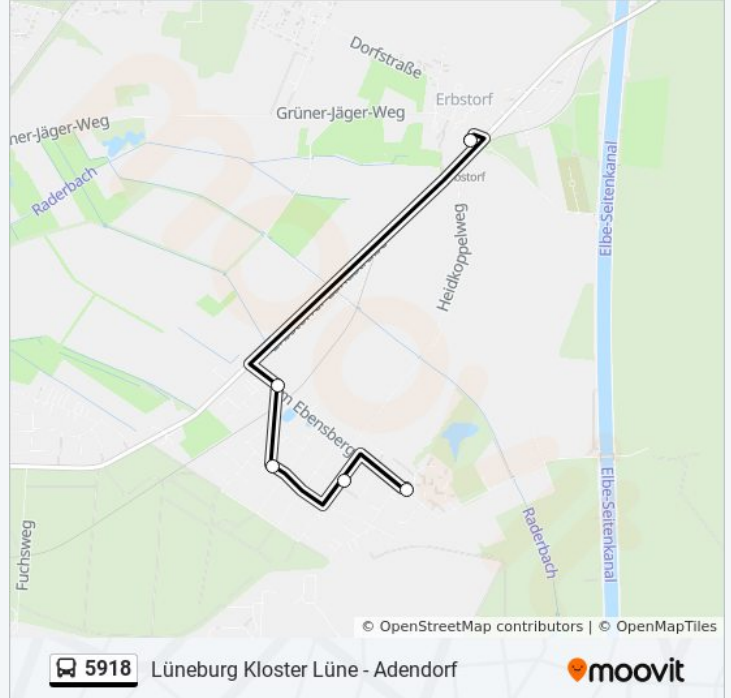 Dorfstraße
Erbstorf
Grüner-Jäger-Weg
ner-Jäger-Weg
Raderbach
bstorf
Elbe-Seitenkanal
Heidkoppelweg
m Ebensberg
Elbe-Seitenkanal
Raderbach
Fuchsweg
© OpenStreetMap contributors | © OpenMapTiles
5918 Lüneburg Kloster Lüne - Adendorf
moovit